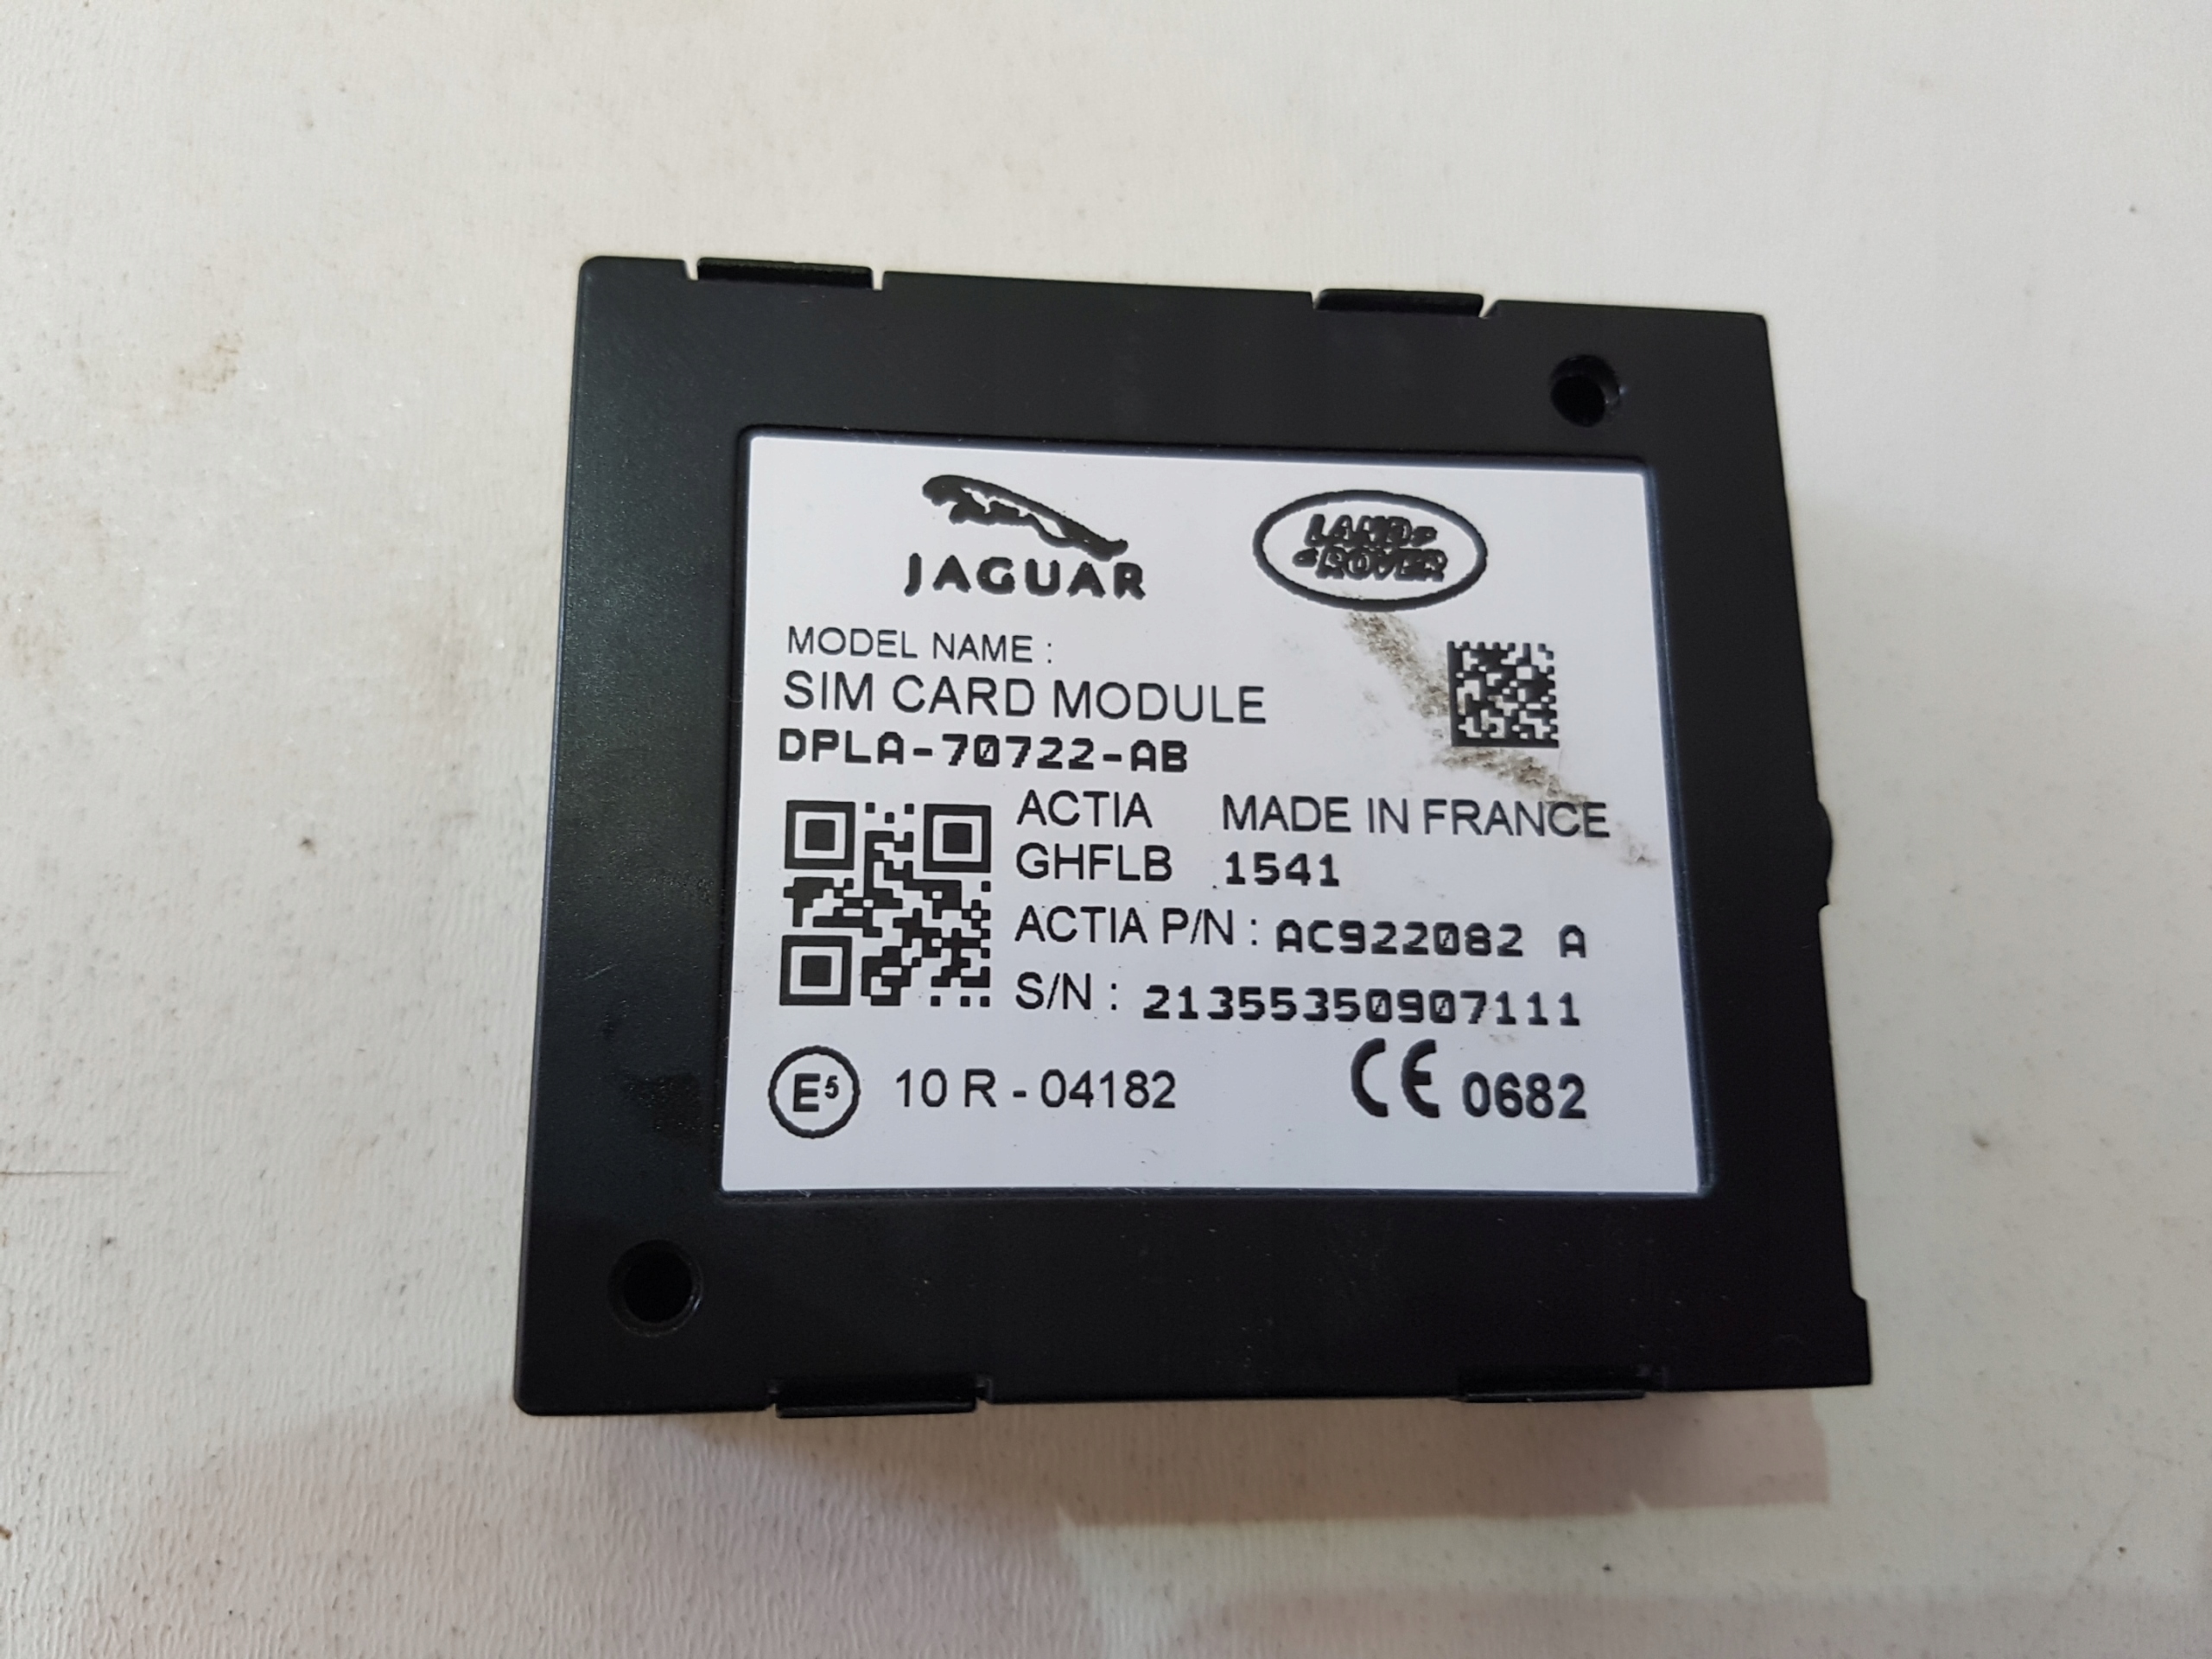 JAGUAR
LAND ROVER
MODEL NAME :
SIM CARD MODULE
DPLA-70722-AB
ACTIA MADE IN FRANCE
GHFLB 1541
ACTIA P/N : AC922082 A
S/N : 21355350907111
E5 10 R - 04182 CE 0682